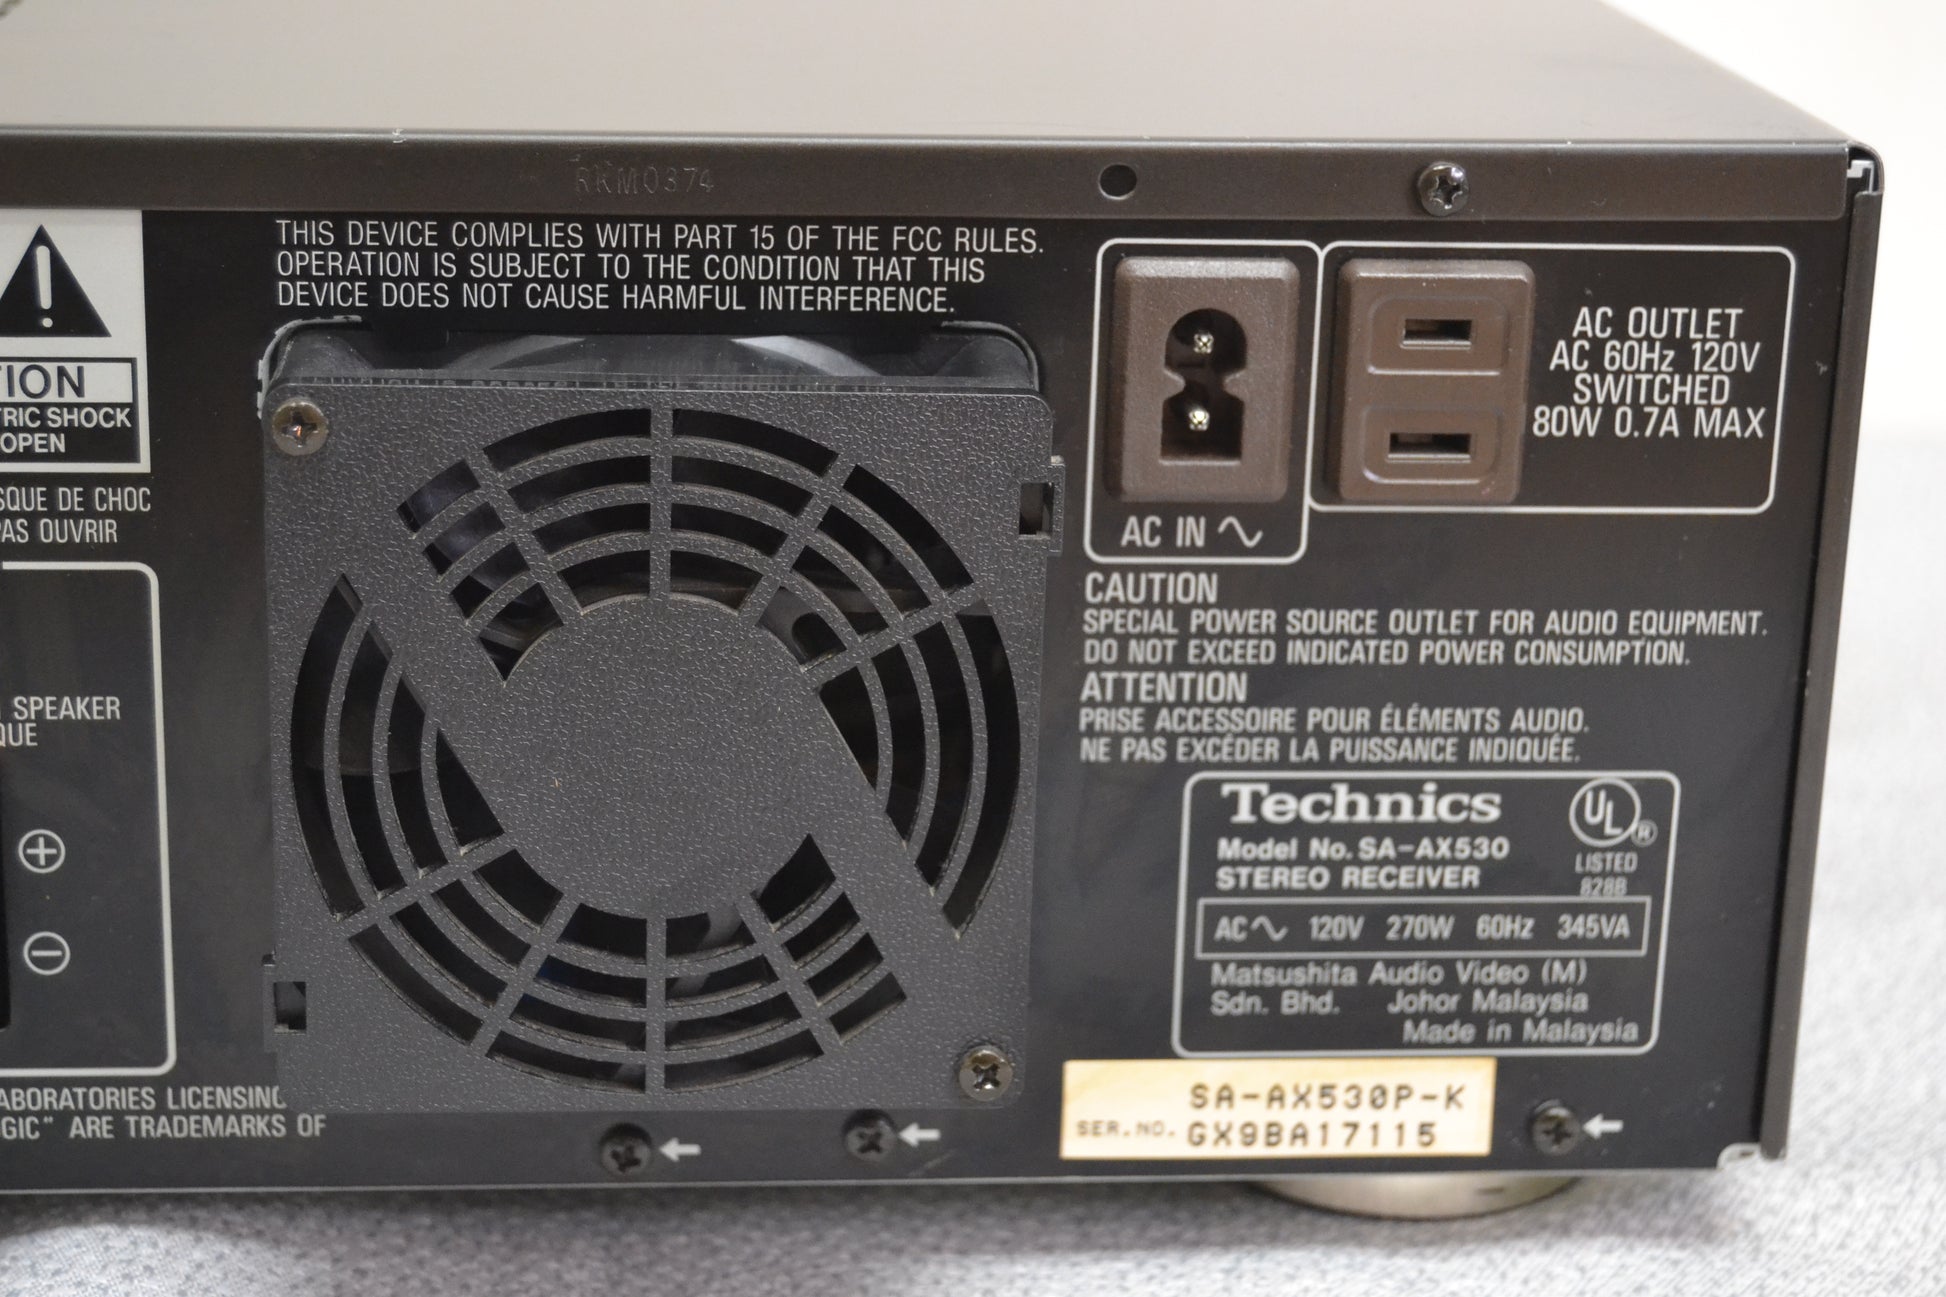 RKM0374
THIS DEVICE COMPLIES WITH PART 15 OF THE FCC RULES.
OPERATION IS SUBJECT TO THE CONDITION THAT THIS
DEVICE DOES NOT CAUSE HARMFUL INTERFERENCE.
TION
TRIC SHOCK
OPEN
SQUE DE CHOC
PAS OUVRIR
SPEAKER
QUE
ABORATORIES LICENSING
GIC" ARE TRADEMARKS OF
AC IN
AC OUTLET
AC 60Hz 120V
SWITCHED
80W 0.7A MAX
CAUTION
SPECIAL POWER SOURCE OUTLET FOR AUDIO EQUIPMENT.
DO NOT EXCEED INDICATED POWER CONSUMPTION.
ATTENTION
PRISE ACCESSOIRE POUR ÉLÉMENTS AUDIO.
NE PAS EXCÉDER LA PUISSANCE INDIQUÉE.
Technics
Model No. SA-AX530
STEREO RECEIVER
UL®
LISTED
828B
AC 120V 270W 60Hz 345VA
Matsushita Audio Video (M)
Sdn. Bhd. Johor Malaysia
Made in Malaysia
SA-AX530P-K
SER.NO. GX9BA17115